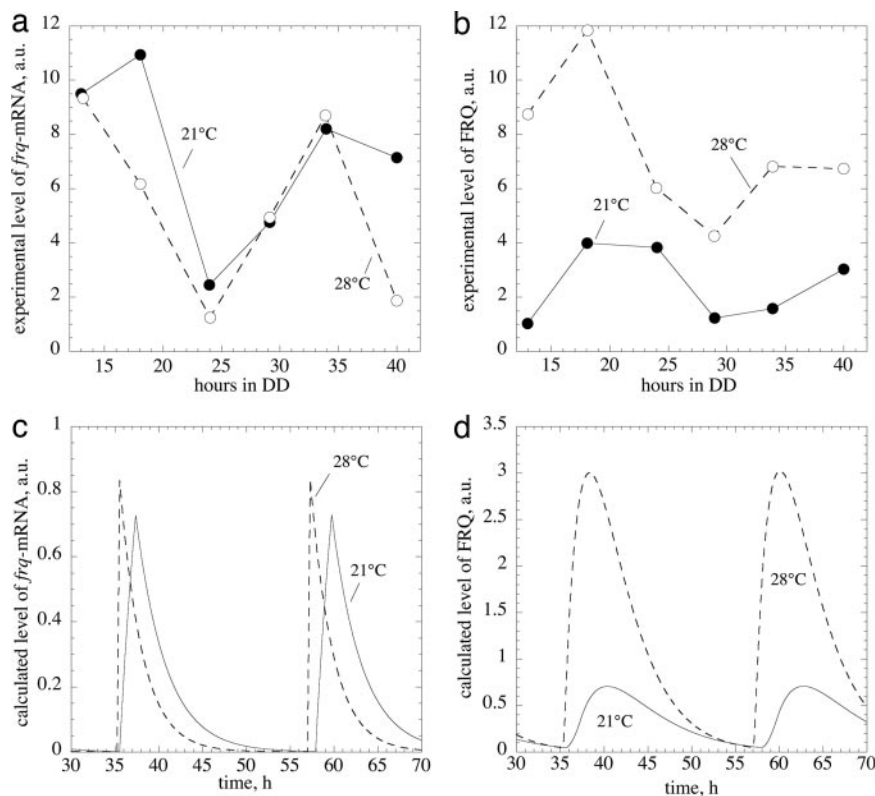 a
experimental level of frq-mRNA, a.u.
12
10
8
6
4
2
0
21°C
28°C
15 20 25 30 35 40
hours in DD
b
experimental level of FRQ, a.u.
12
10
8
6
4
2
0
28°C
21°C
15 20 25 30 35 40
hours in DD
c
calculated level of frq-mRNA, a.u.
1
0.8
0.6
0.4
0.2
0
28°C
21°C
30 35 40 45 50 55 60 65 70
time, h
d
calculated level of FRQ, a.u.
3.5
3
2.5
2
1.5
1
0.5
0
28°C
21°C
30 35 40 45 50 55 60 65 70
time, h